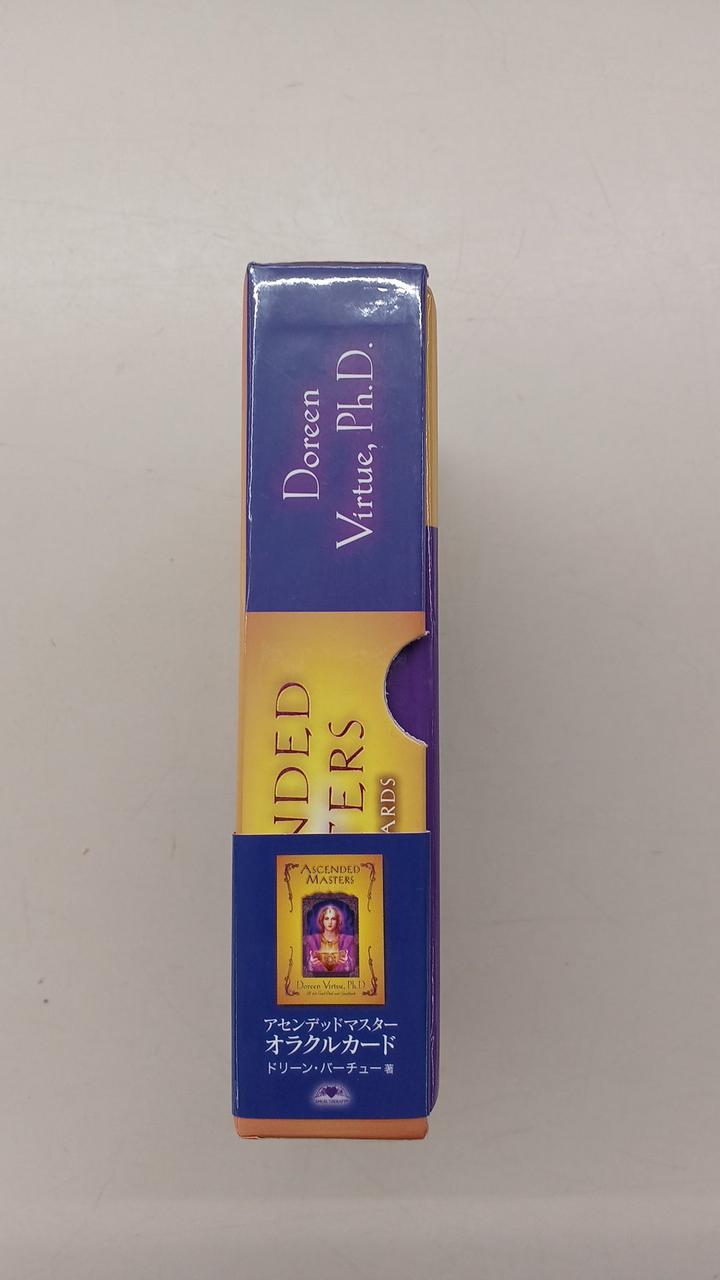 Doreen
Virtue, Ph.D.
NDED
TERS
ARDS
ASCENDED
MASTERS
Doreen Virtue, Ph.D.
アセンデッドマスター
オラクルカード
ドリーン・バーチュー 著